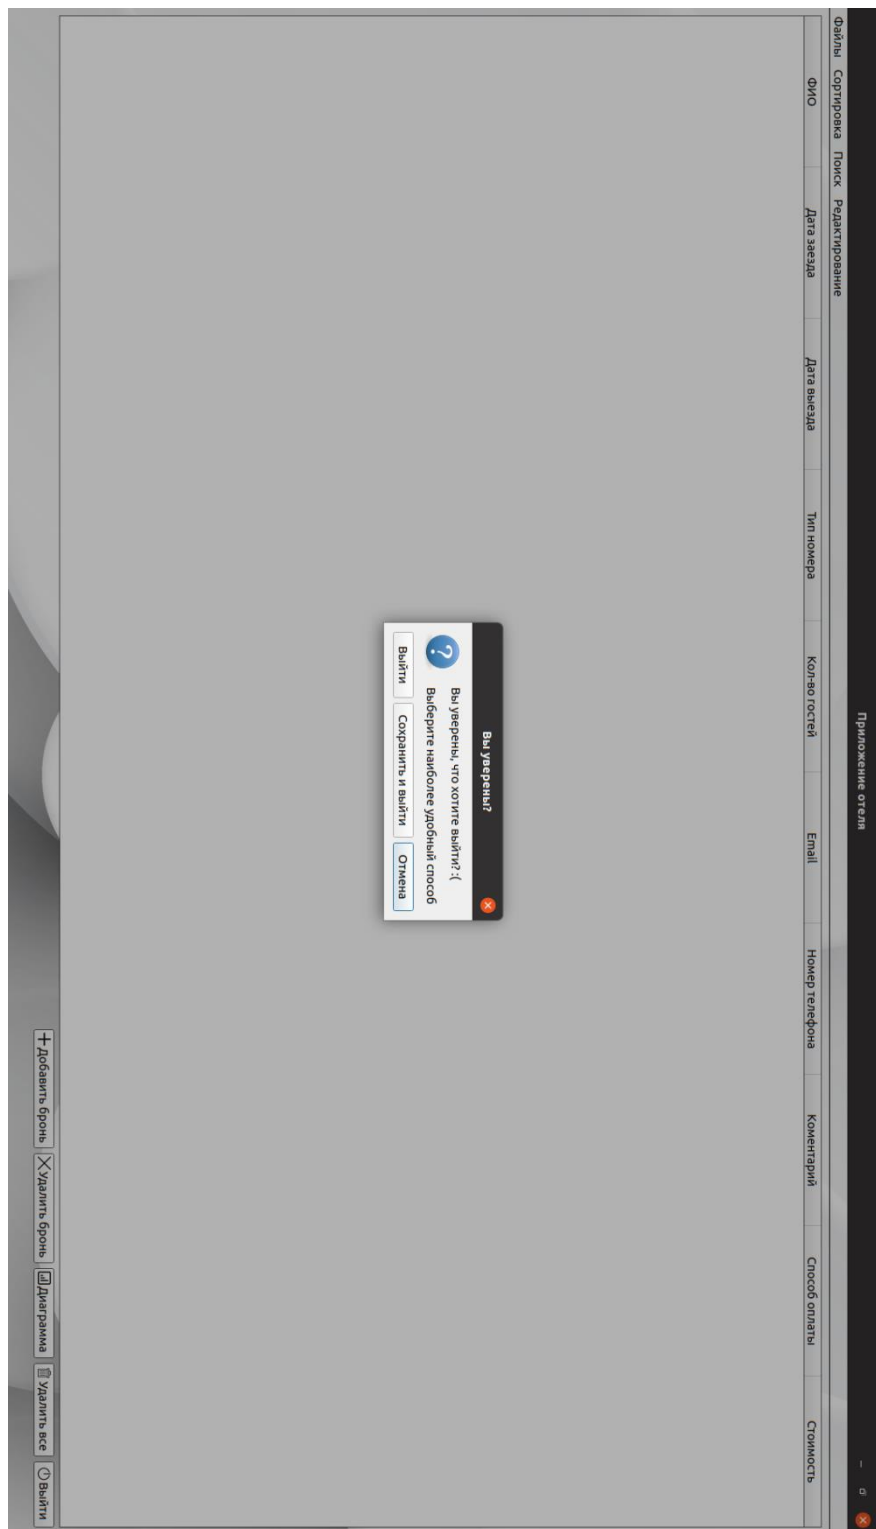 Приложение отеля
Файлы Сортировка Поиск Редактирование
ФИО Дата заезда Дата выезда Тип номера Кол-во гостей Email Номер телефона Коментарий Способ оплаты Стоимость
Вы уверены?
Вы уверены, что хотите выйти? :(
Выберите наиболее удобный способ
Выйти Сохранить и выйти Отмена
Добавить бронь Удалить бронь Диаграмма Удалить все Выйти